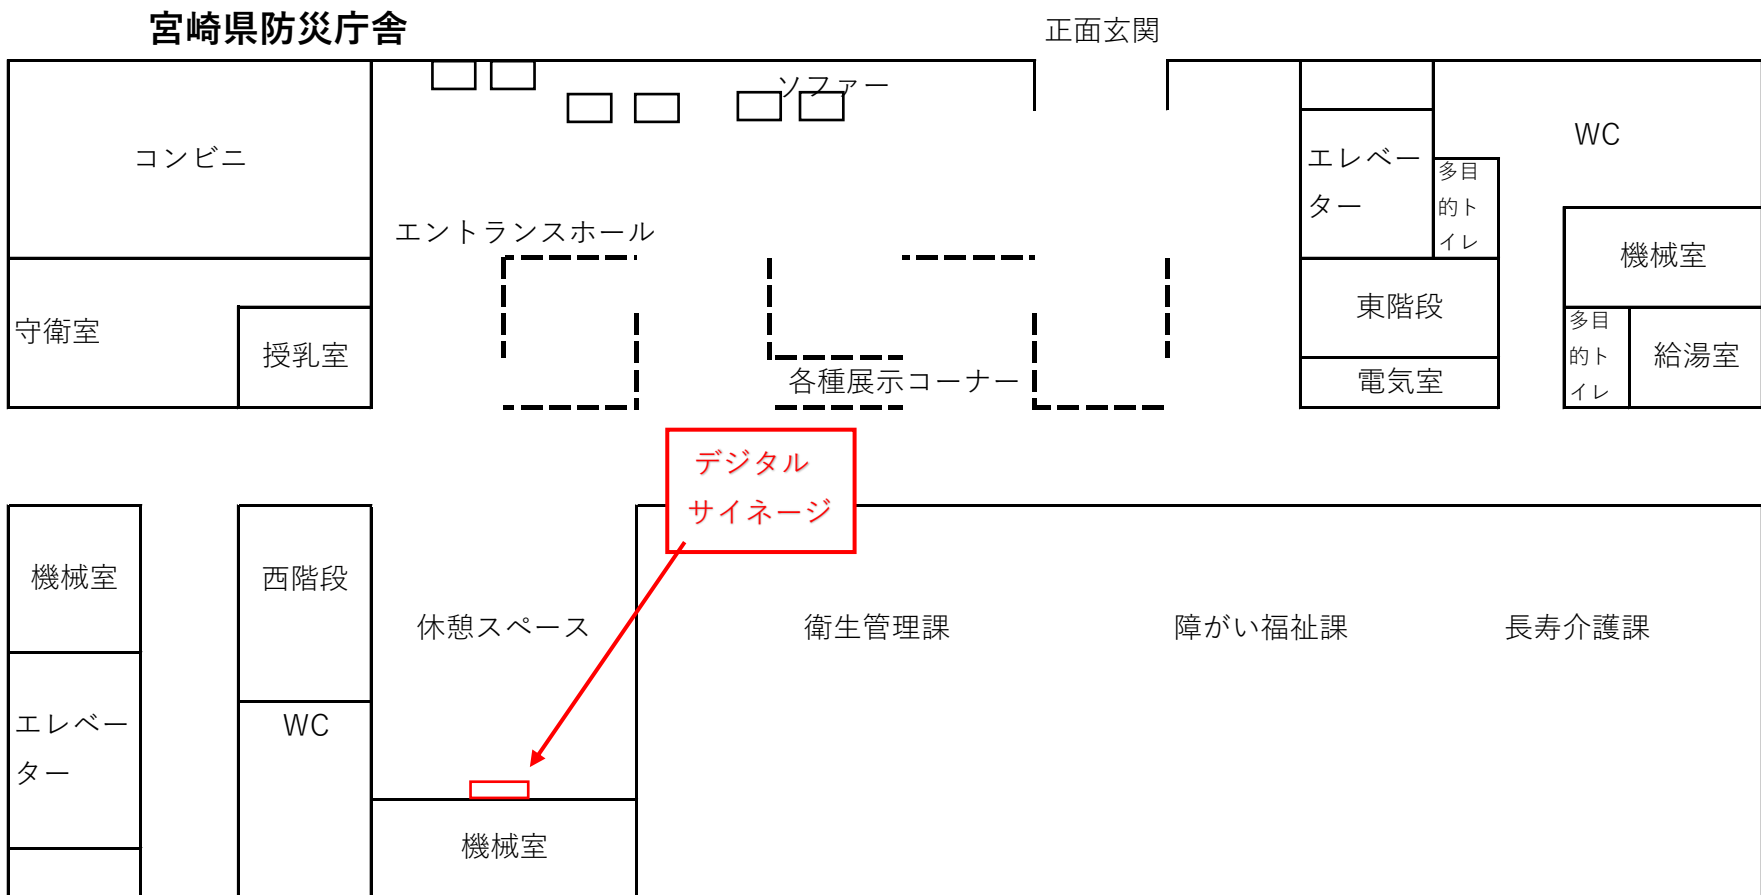 宮崎県防災庁舎
正面玄関
ソファー
コンビニ
WC
エレベー
ター
多目
的ト
イレ
エントランスホール
機械室
東階段
守衛室
授乳室
各種展示コーナー
電気室
多目
的ト
イレ
給湯室
デジタル
サイネージ
機械室
西階段
休憩スペース
衛生管理課
障がい福祉課
長寿介護課
エレベー
ター
WC
機械室